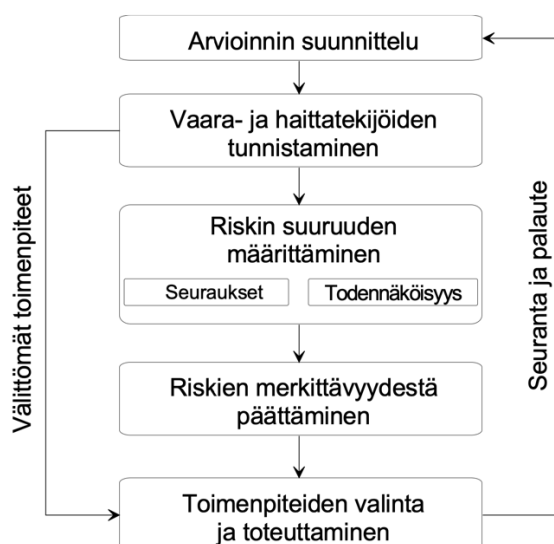 Arvioinnin suunnittelu
Vaara- ja haittatekijöiden
tunnistaminen
Riskin suuruuden
määrittäminen
Seuraukset
Todennäköisyys
Riskien merkittävyydestä
päättäminen
Toimenpiteiden valinta
ja toteuttaminen
Välittömät toimenpiteet
Seuranta ja palaute